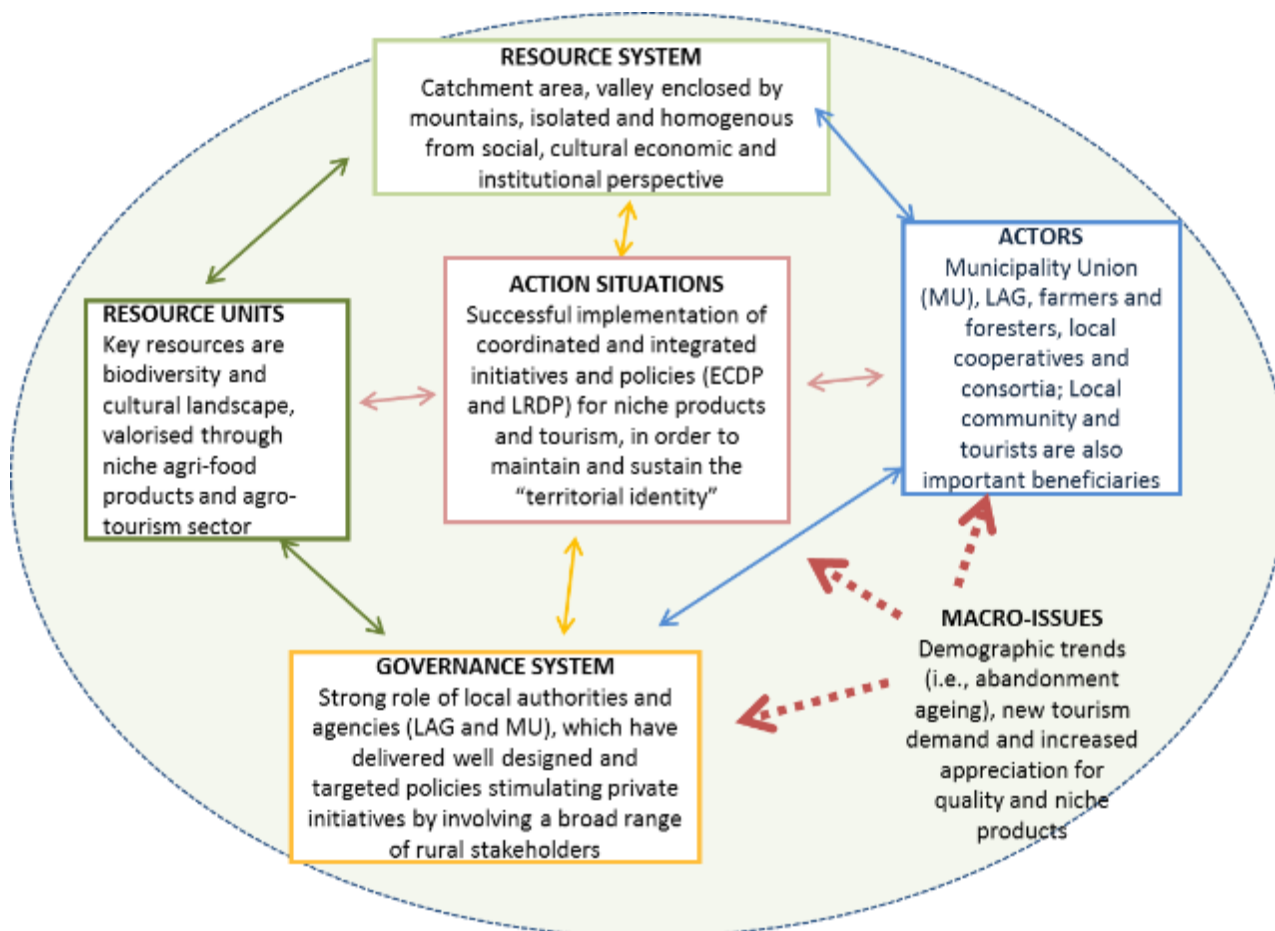 RESOURCE SYSTEM
Catchment area, valley enclosed by
mountains, isolated and homogenous
from social, cultural economic and
institutional perspective
ACTORS
Municipality Union
(MU), LAG, farmers and
foresters, local
cooperatives and
consortia; Local
community and
tourists are also
important beneficiaries
ACTION SITUATIONS
Successful implementation of
coordinated and integrated
initiatives and policies (ECDP
and LRDP) for niche products
and tourism, in order to
maintain and sustain the
“territorial identity”
RESOURCE UNITS
Key resources are
biodiversity and
cultural landscape,
valorised through
niche agri-food
products and agro-
tourism sector
MACRO-ISSUES
Demographic trends
(i.e., abandonment
ageing), new tourism
demand and increased
appreciation for
quality and niche
products
GOVERNANCE SYSTEM
Strong role of local authorities and
agencies (LAG and MU), which have
delivered well designed and
targeted policies stimulating private
initiatives by involving a broad range
of rural stakeholders